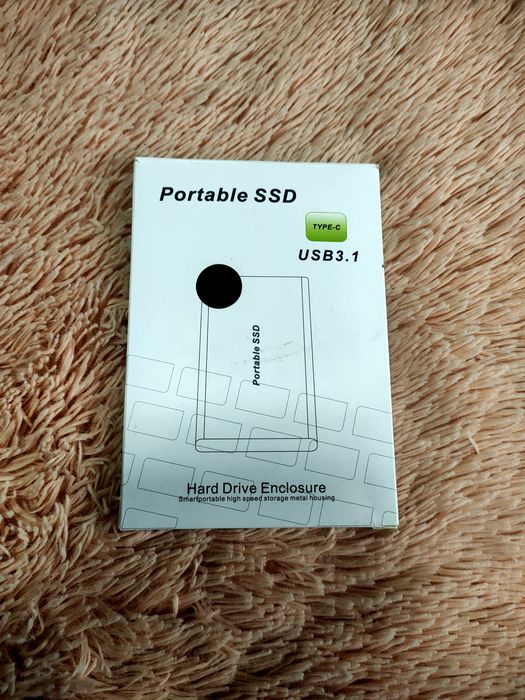 Portable SSD
TYPE-C
USB3.1
Portable SSD
Hard Drive Enclosure
Smartportable high speed storage metal housing